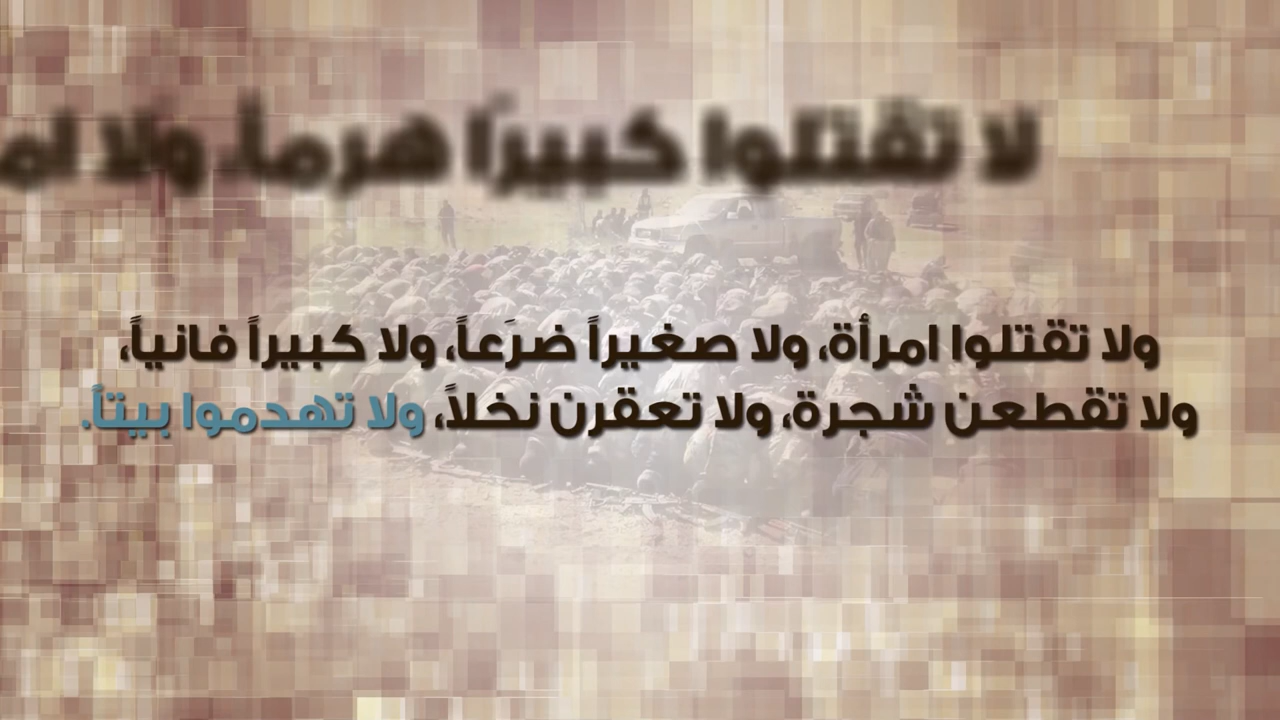 لا تقتلوا كبيرًا هرماً، ولا
ولا تقتلوا امرأة، ولا صغيراً ضرَعاً، ولا كبيراً فانياً،
ولا تقطعن شجرة، ولا تعقرن نخلاً، ولا تهدموا بيتاً.